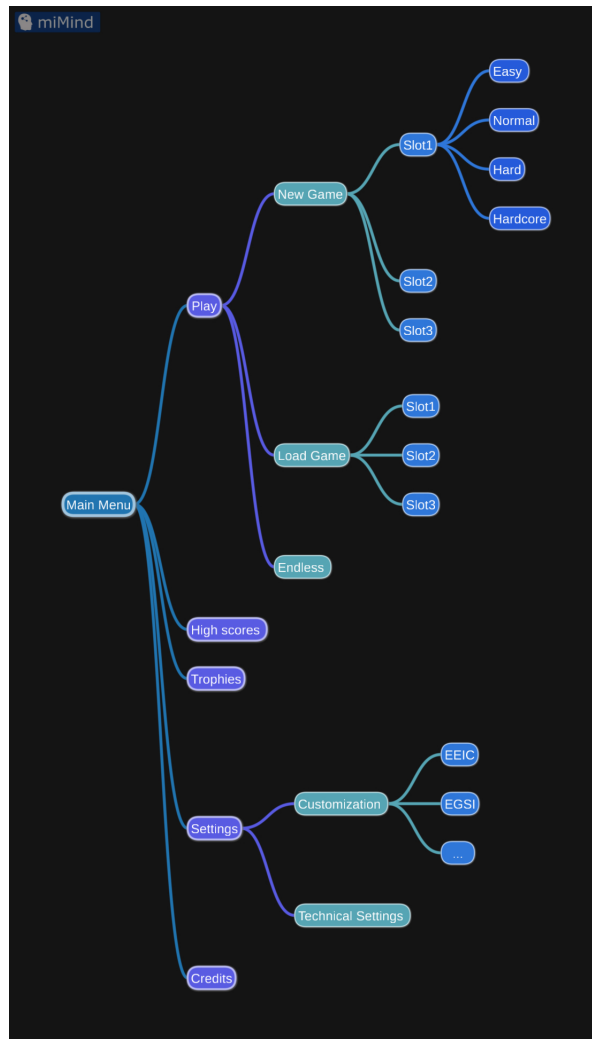 miMind
Main Menu
Play
New Game
Slot1
Easy
Normal
Hard
Hardcore
Slot2
Slot3
Load Game
Slot1
Slot2
Slot3
Endless
High scores
Trophies
Settings
Customization
EEIC
EGSI
...
Technical Settings
Credits